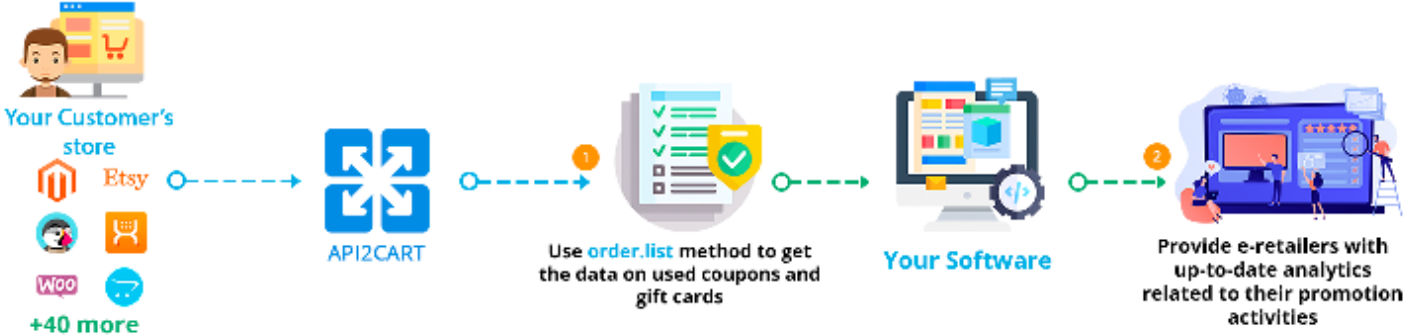 Your Customer's
store
Etsy
WOO
+40 more
API2CART
1
Use order.list method to get
the data on used coupons and
gift cards
</>
Your Software
2
Provide e-retailers with
up-to-date analytics
related to their promotion
activities